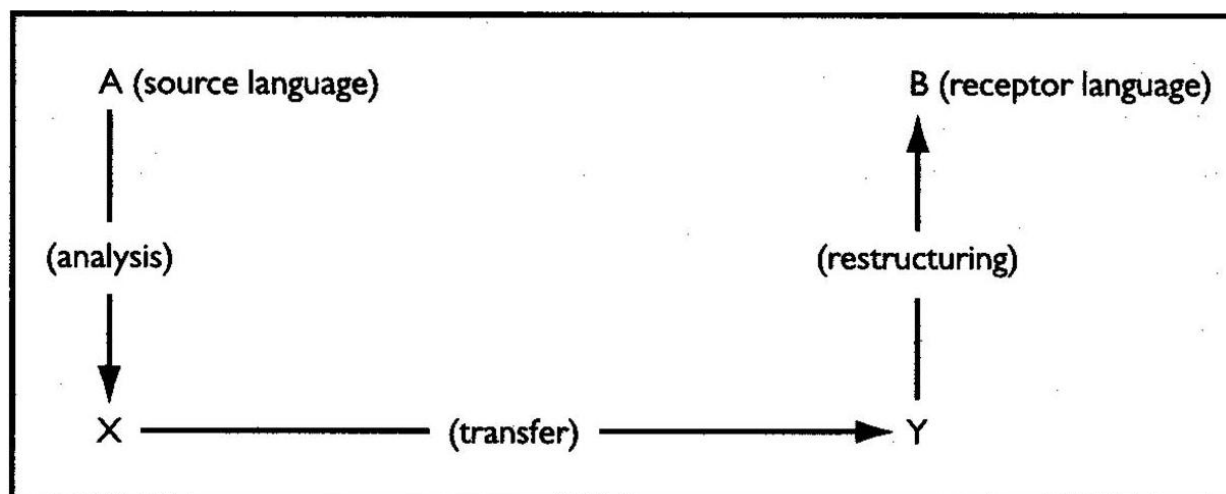 A (source language) B (receptor language)
(analysis) (restructuring)
X (transfer) Y